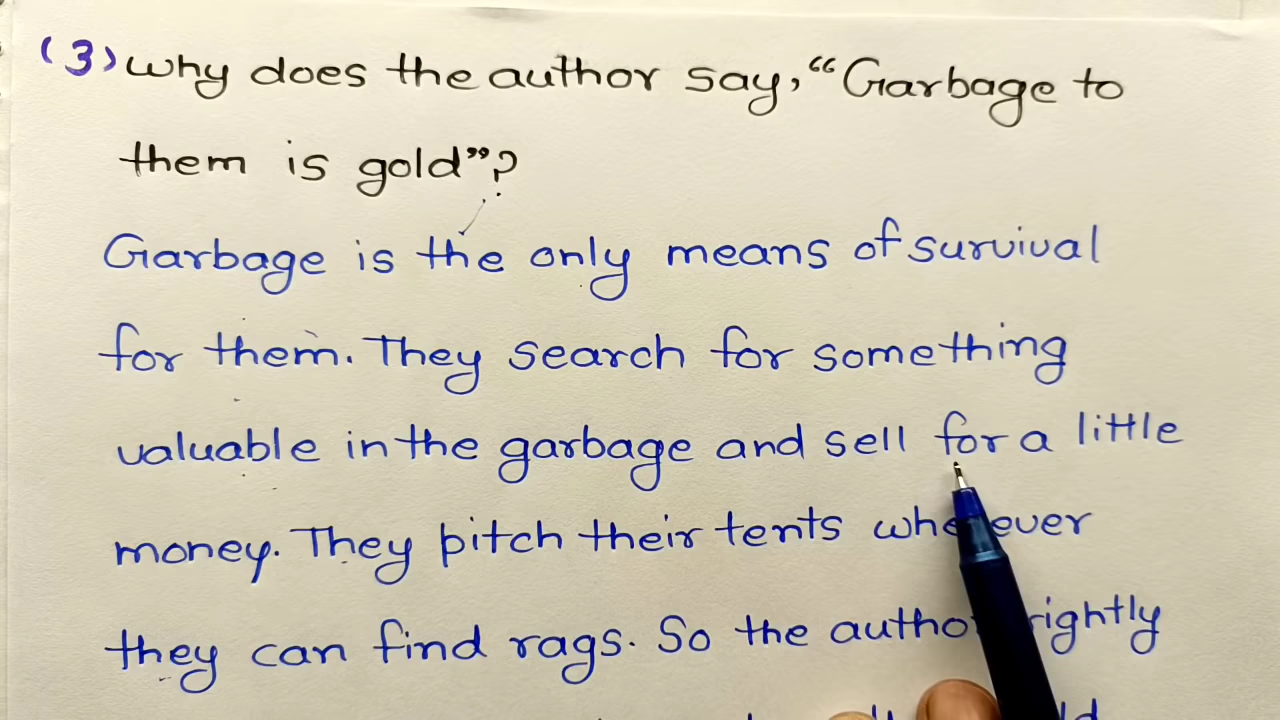 (3) Why does the author say, “Garbage to
them is gold”?
Garbage is the only means of survival
for them. They search for something
valuable in the garbage and sell for a little
money. They pitch their tents
they can find rags. So the rightly